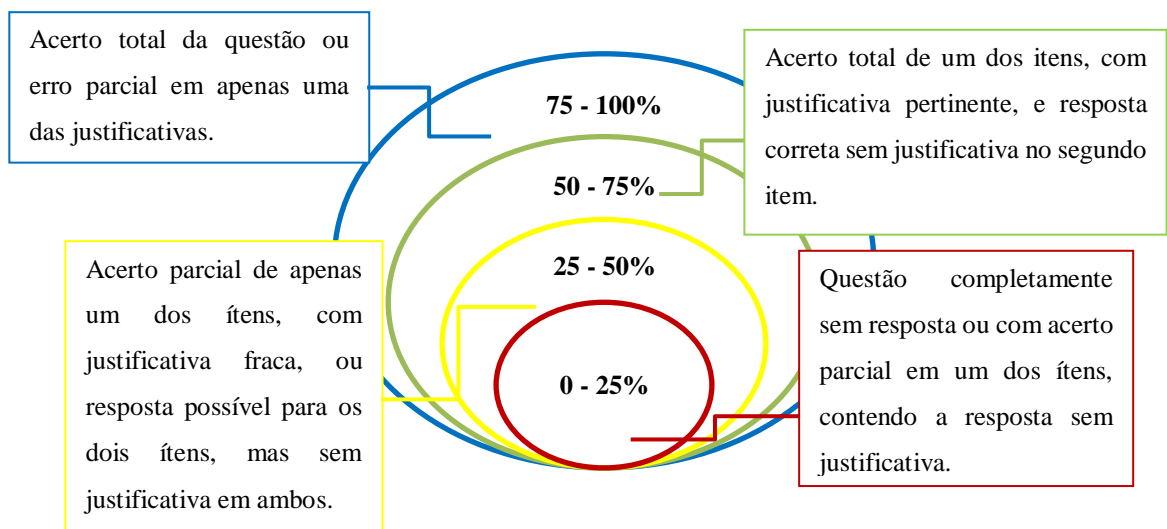 Acerto total da questão ou
erro parcial em apenas uma
das justificativas.
75 - 100%
Acerto total de um dos itens, com
justificativa pertinente, e resposta
correta sem justificativa no segundo
item.
50 - 75%
Acerto parcial de apenas
um dos ítens, com
justificativa fraca, ou
resposta possível para os
dois ítens, mas sem
justificativa em ambos.
25 - 50%
Questão completamente
sem resposta ou com acerto
parcial em um dos ítens,
contendo a resposta sem
justificativa.
0 - 25%